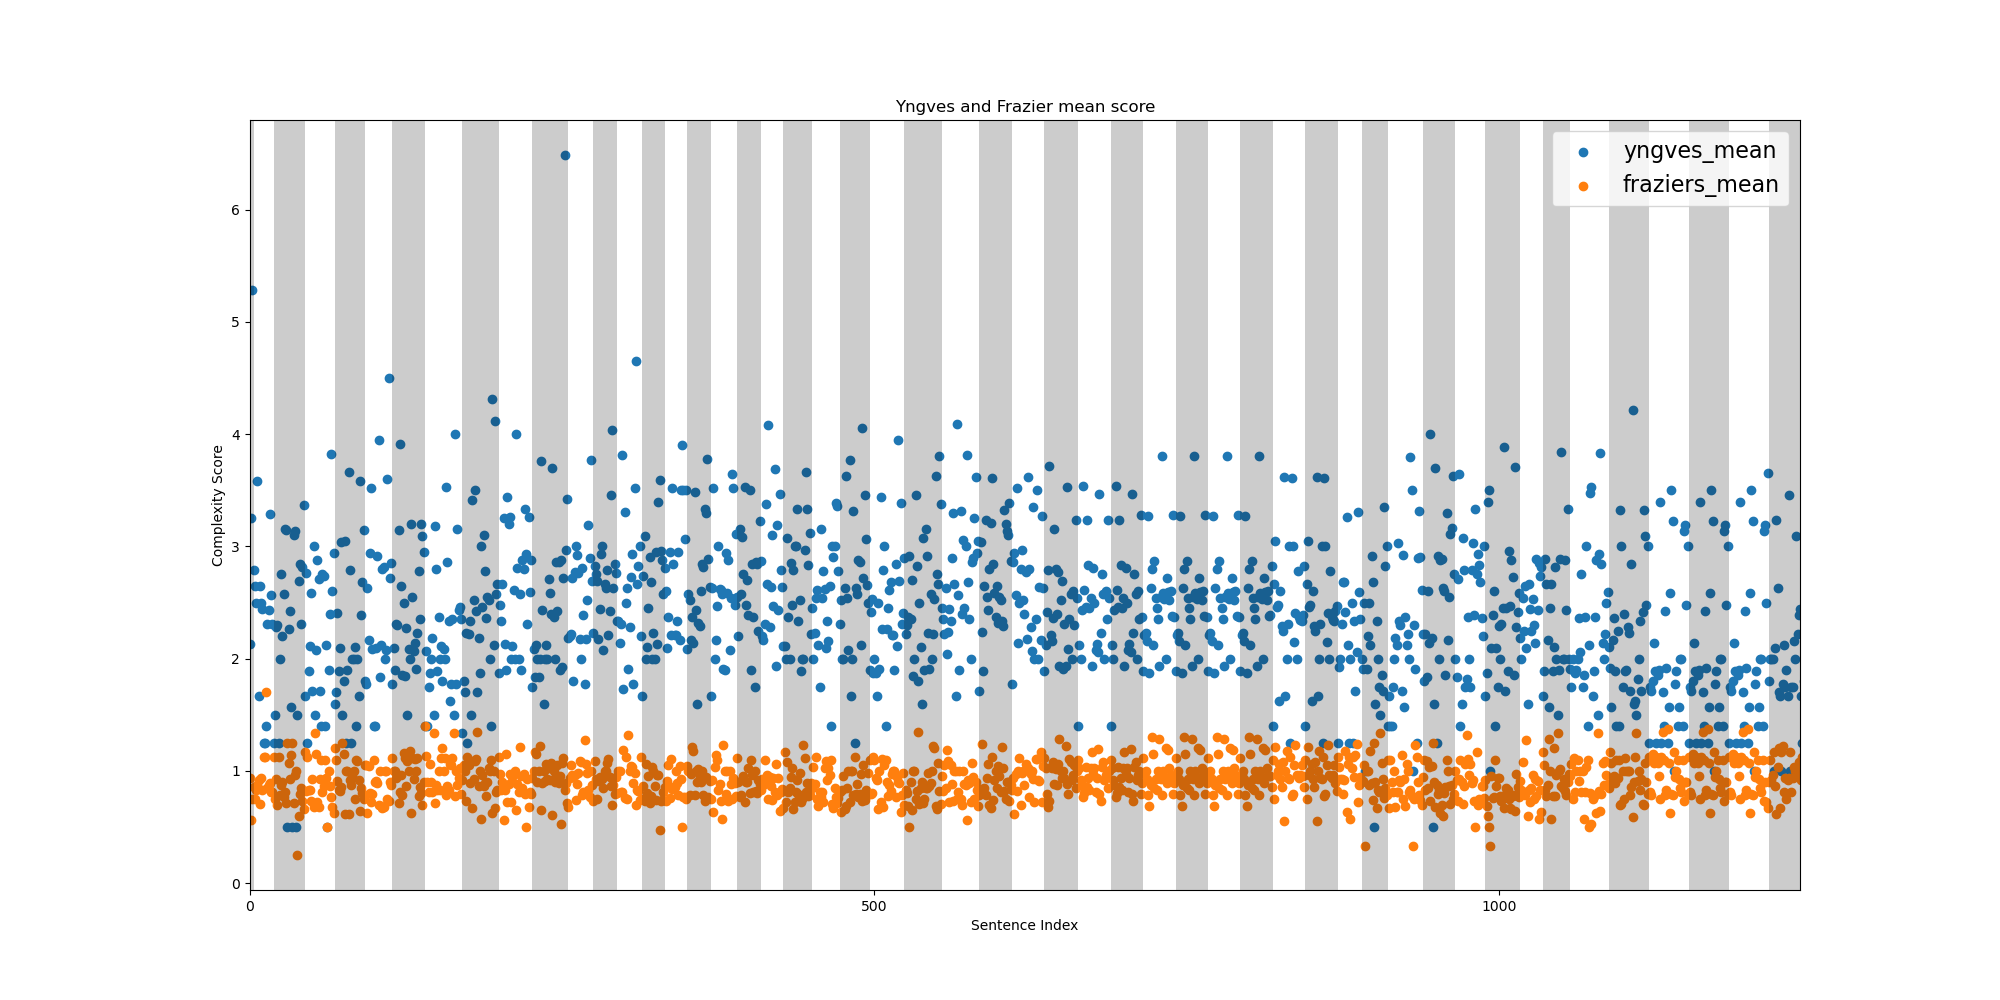 Yngves and Frazier mean score
yngves_mean
fraziers_mean
Complexity Score
6
5
4
3
2
1
0
0
500
1000
Sentence Index